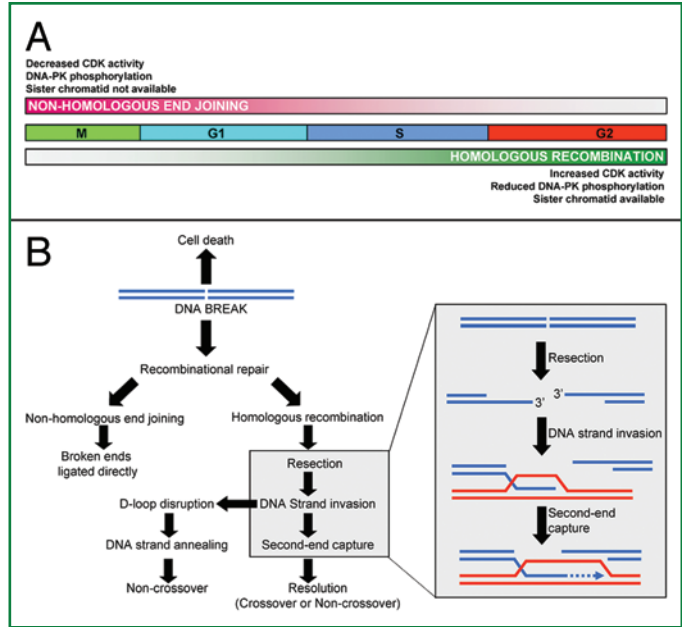 A
Decreased CDK activity
DNA-PK phosphorylation
Sister chromatid not available
NON-HOMOLOGOUS END JOINING
M G1 S G2
HOMOLOGOUS RECOMBINATION
Increased CDK activity
Reduced DNA-PK phosphorylation
Sister chromatid available
B
Cell death
DNA BREAK
Recombinational repair
Non-homologous end joining
Homologous recombination
Broken ends
ligated directly
Resection
D-loop disruption
DNA Strand invasion
DNA strand annealing
Second-end capture
Non-crossover
Resolution
(Crossover or Non-crossover)
Resection
3'
3'
DNA strand invasion
Second-end
capture